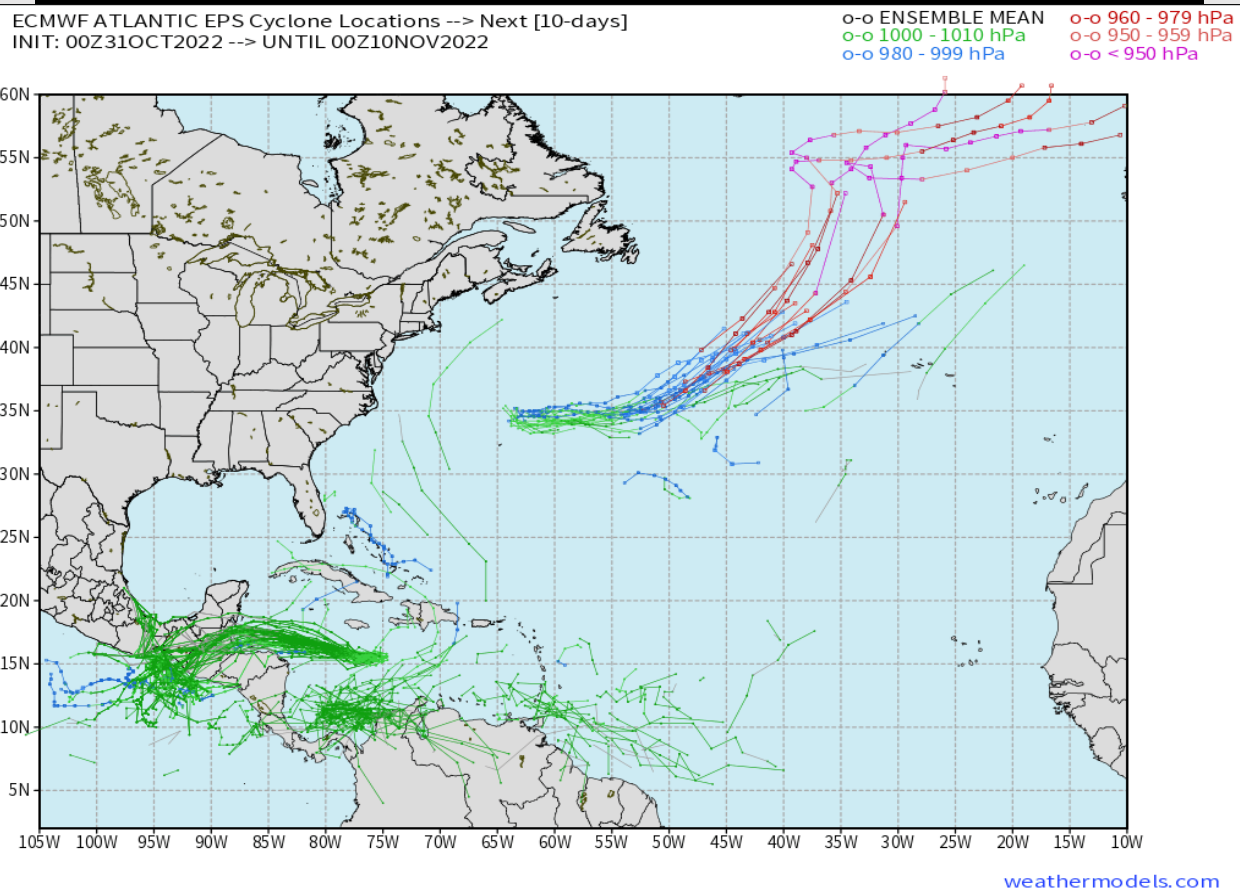 ECMWF ATLANTIC EPS Cyclone Locations --> Next [10-days]
INIT: 00Z31OCT2022 --> UNTIL 00Z10NOV2022
o-o ENSEMBLE MEAN
o-o 1000 - 1010 hPa
o-o 980 - 999 hPa
o-o 960 - 979 hPa
o-o 950 - 959 hPa
o-o < 950 hPa
60N
55N
50N
45N
40N
35N
30N
25N
20N
15N
10N
5N
105W 100W 95W 90W 85W 80W 75W 70W 65W 60W 55W 50W 45W 40W 35W 30W 25W 20W 15W 10W
weathermodels.com